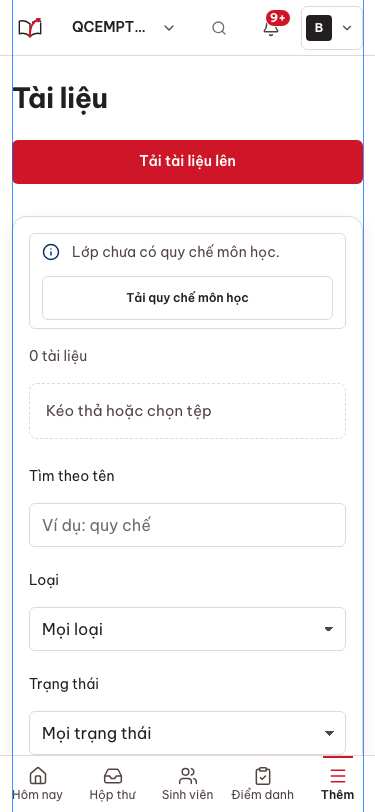 QCEMPT...
9+
B
Tài liệu
Tải tài liệu lên
Lớp chưa có quy chế môn học.
Tải quy chế môn học
0 tài liệu
Kéo thả hoặc chọn tệp
Tìm theo tên
Ví dụ: quy chế
Loại
Mọi loại
Trạng thái
Mọi trạng thái
Hôm nay
Hộp thư
Sinh viên
Điểm danh
Thêm